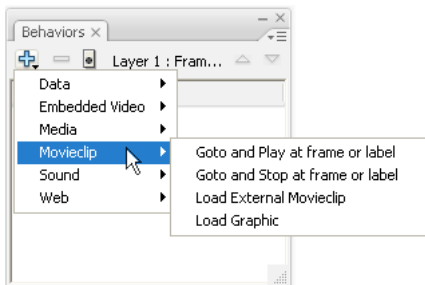 Behaviors ×
Layer 1 : Fram...
Data
Embedded Video
Media
Movieclip
Sound
Web
Goto and Play at frame or label
Goto and Stop at frame or label
Load External Movieclip
Load Graphic